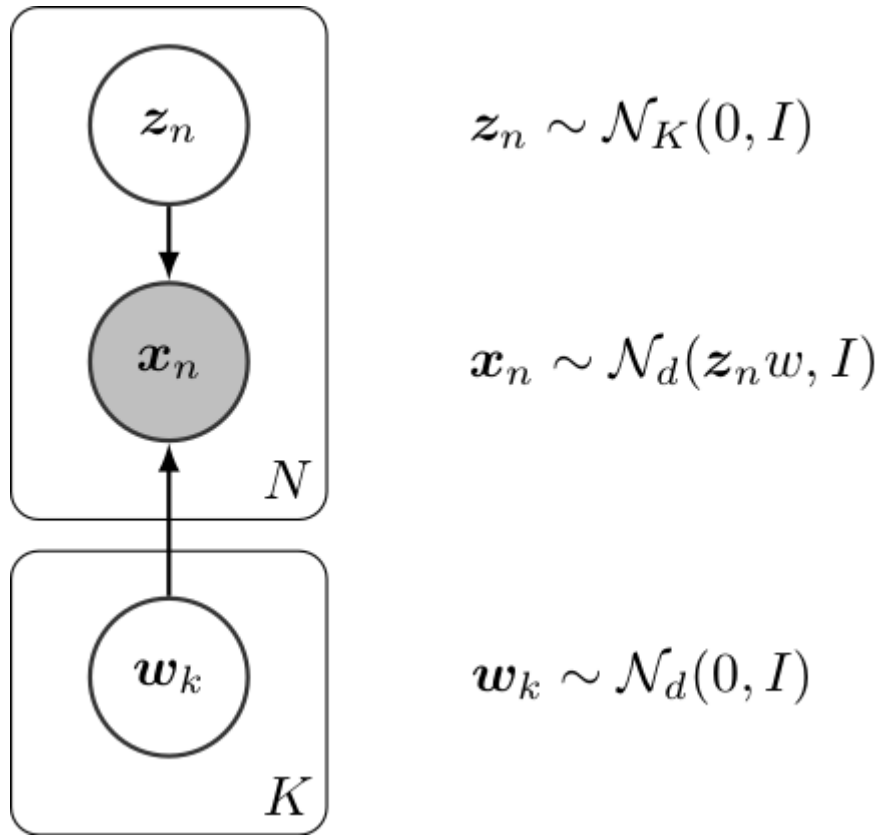 z_n    z_n ∼ N_K(0, I)
x_n    x_n ∼ N_d(z_n w, I)
N
w_k    w_k ∼ N_d(0, I)
K